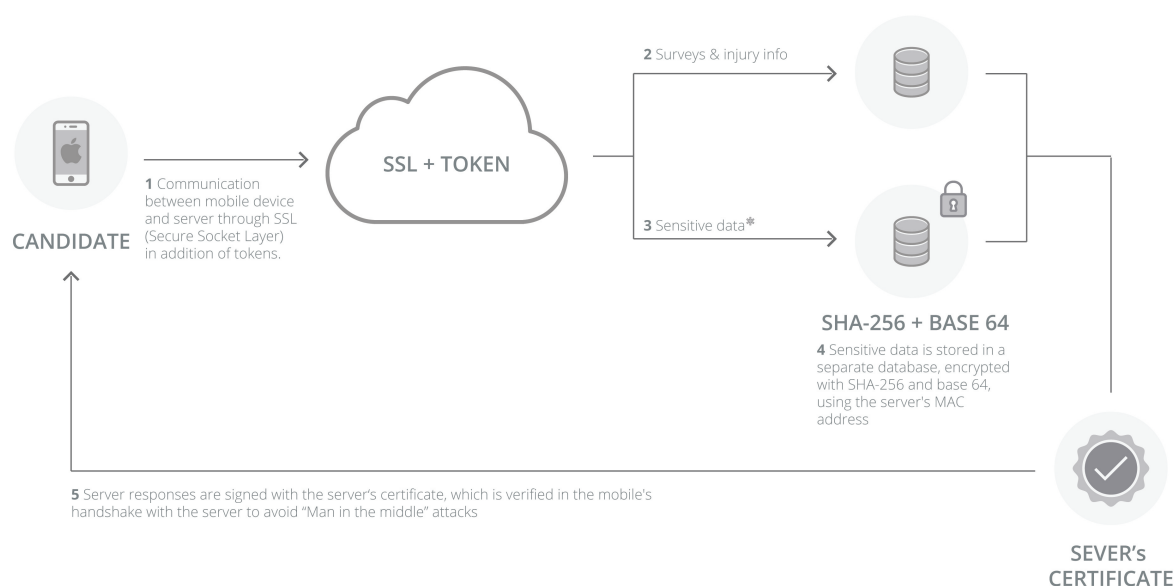 CANDIDATE
1 Communication
between mobile device
and server through SSL
(Secure Socket Layer)
in addition of tokens.
SSL + TOKEN
2 Surveys & injury info
3 Sensitive data*
SHA-256 + BASE 64
4 Sensitive data is stored in a
separate database, encrypted
with SHA-256 and base 64,
using the server's MAC
address
5 Server responses are signed with the server's certificate, which is verified in the mobile's
handshake with the server to avoid “Man in the middle” attacks
SEVER's
CERTIFICATE